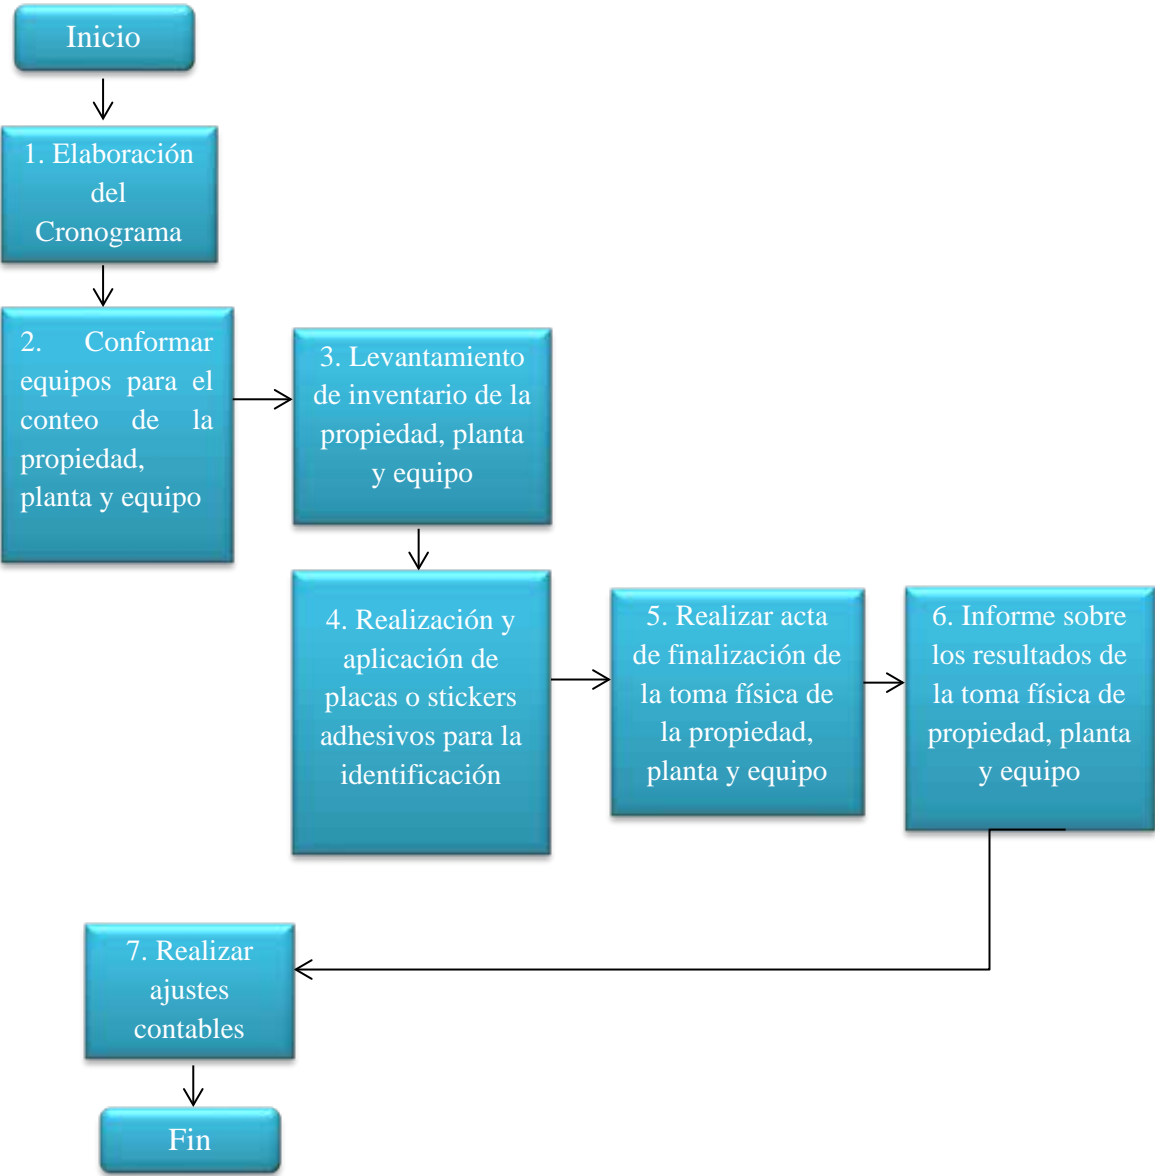 Inicio
1. Elaboración
del
Cronograma
2. Conformar
equipos para el
conteo de la
propiedad,
planta y equipo
3. Levantamiento
de inventario de la
propiedad, planta
y equipo
4. Realización y
aplicación de
placas o stickers
adhesivos para la
identificación
5. Realizar acta
de finalización de
la toma física de
la propiedad,
planta y equipo
6. Informe sobre
los resultados de
la toma física de
propiedad, planta
y equipo
7. Realizar
ajustes
contables
Fin